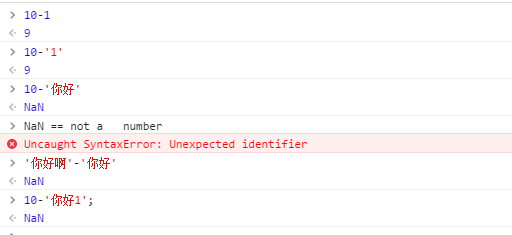 10-1
9
10-'1'
9
10-'你好'
NaN
NaN == not a   number
Uncaught SyntaxError: Unexpected identifier
'你好啊'-'你好'
NaN
10-'你好1';
NaN